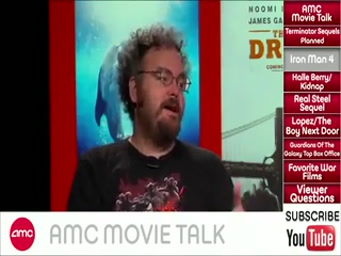 NOOMI
JAMES GA
TH
DR
AMC
Movie Talk
Terminator Sequels
Planned
Iron Man 4
Halle Berry/
Kidnap
Real Steel
Sequel
Lopez/The
Boy Next Door
Guardians Of The
Galaxy Top Box Office
Favorite War
Films
Viewer
Questions
SUBSCRIBE
YouTube
amc
AMC MOVIE TALK